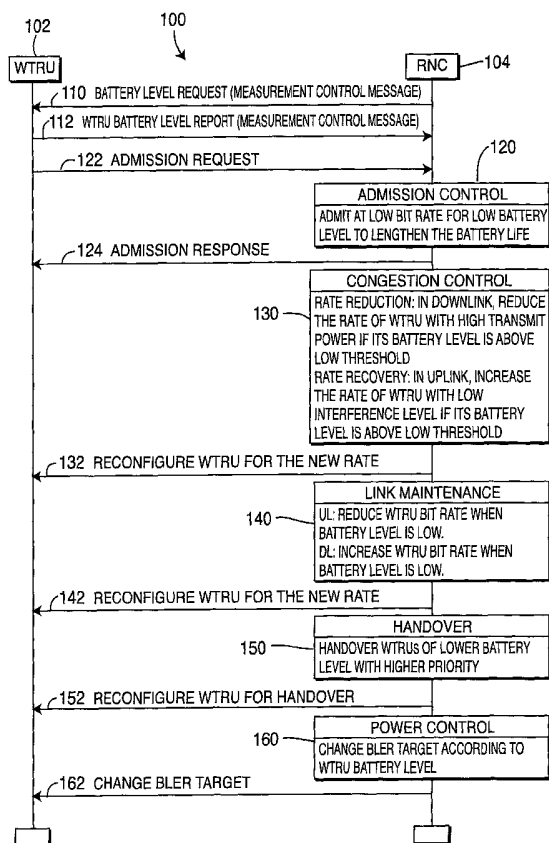 102
100
WTRU
RNC
104
110 BATTERY LEVEL REQUEST (MEASUREMENT CONTROL MESSAGE)
112 WTRU BATTERY LEVEL REPORT (MEASUREMENT CONTROL MESSAGE)
122 ADMISSION REQUEST
120
ADMISSION CONTROL
ADMIT AT LOW BIT RATE FOR LOW BATTERY
LEVEL TO LENGTHEN THE BATTERY LIFE
124 ADMISSION RESPONSE
CONGESTION CONTROL
130
RATE REDUCTION: IN DOWNLINK, REDUCE
THE RATE OF WTRU WITH HIGH TRANSMIT
POWER IF ITS BATTERY LEVEL IS ABOVE
LOW THRESHOLD
RATE RECOVERY: IN UPLINK, INCREASE
THE RATE OF WTRU WITH LOW
INTERFERENCE LEVEL IF ITS BATTERY
LEVEL IS ABOVE LOW THRESHOLD
132 RECONFIGURE WTRU FOR THE NEW RATE
LINK MAINTENANCE
140
UL: REDUCE WTRU BIT RATE WHEN
BATTERY LEVEL IS LOW.
DL: INCREASE WTRU BIT RATE WHEN
BATTERY LEVEL IS LOW.
142 RECONFIGURE WTRU FOR THE NEW RATE
HANDOVER
150
HANDOVER WTRUs OF LOWER BATTERY
LEVEL WITH HIGHER PRIORITY
152 RECONFIGURE WTRU FOR HANDOVER
POWER CONTROL
160
CHANGE BLER TARGET ACCORDING TO
WTRU BATTERY LEVEL
162 CHANGE BLER TARGET